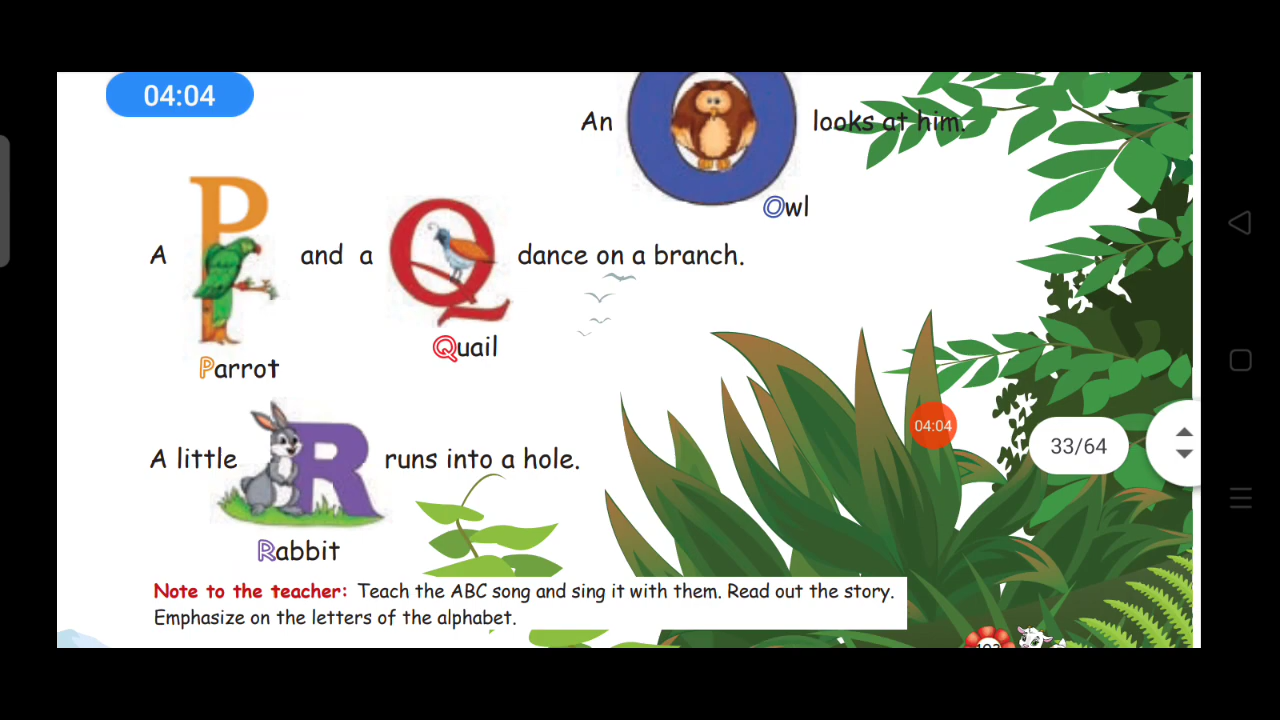 04:04
An O looks at him.
Owl
A P and a Q dance on a branch.
Quail
Parrot
04:04
33/64
A little R runs into a hole.
Rabbit
Note to the teacher: Teach the ABC song and sing it with them. Read out the story.
Emphasize on the letters of the alphabet.